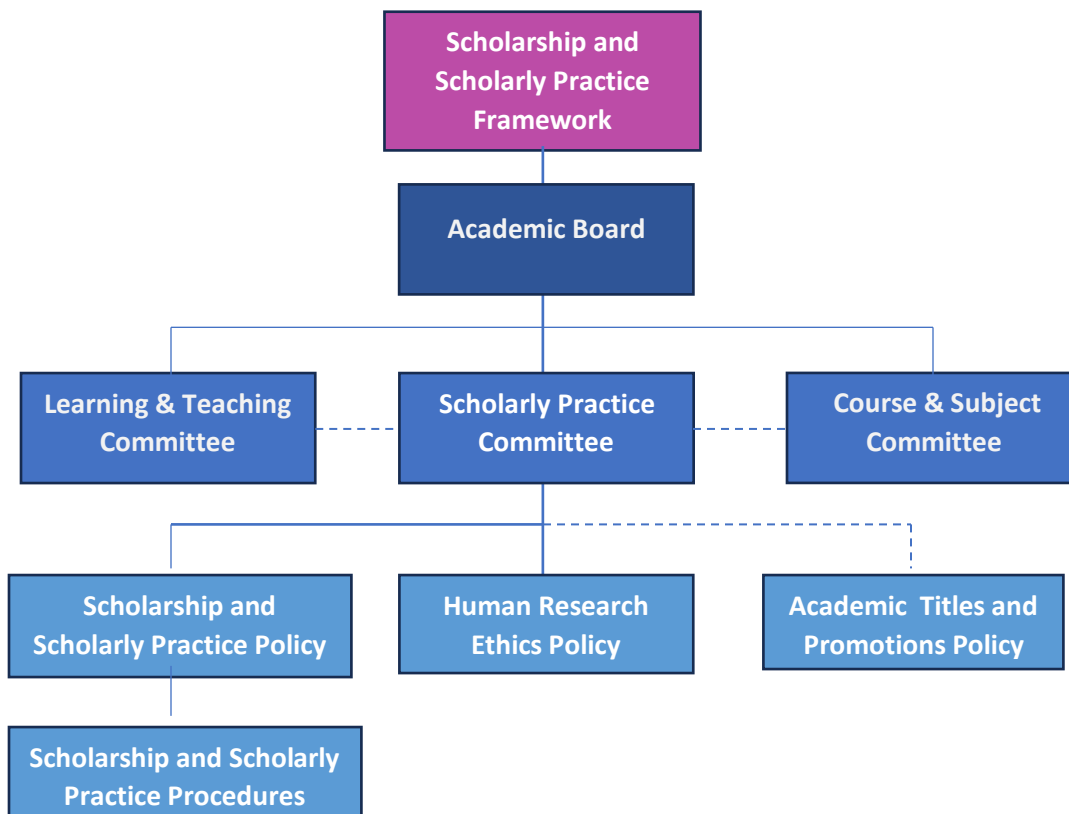 Scholarship and
Scholarly Practice
Framework
Academic Board
Learning & Teaching
Committee
Scholarly Practice
Committee
Course & Subject
Committee
Scholarship and
Scholarly Practice Policy
Human Research
Ethics Policy
Academic  Titles and
Promotions Policy
Scholarship and Scholarly
Practice Procedures